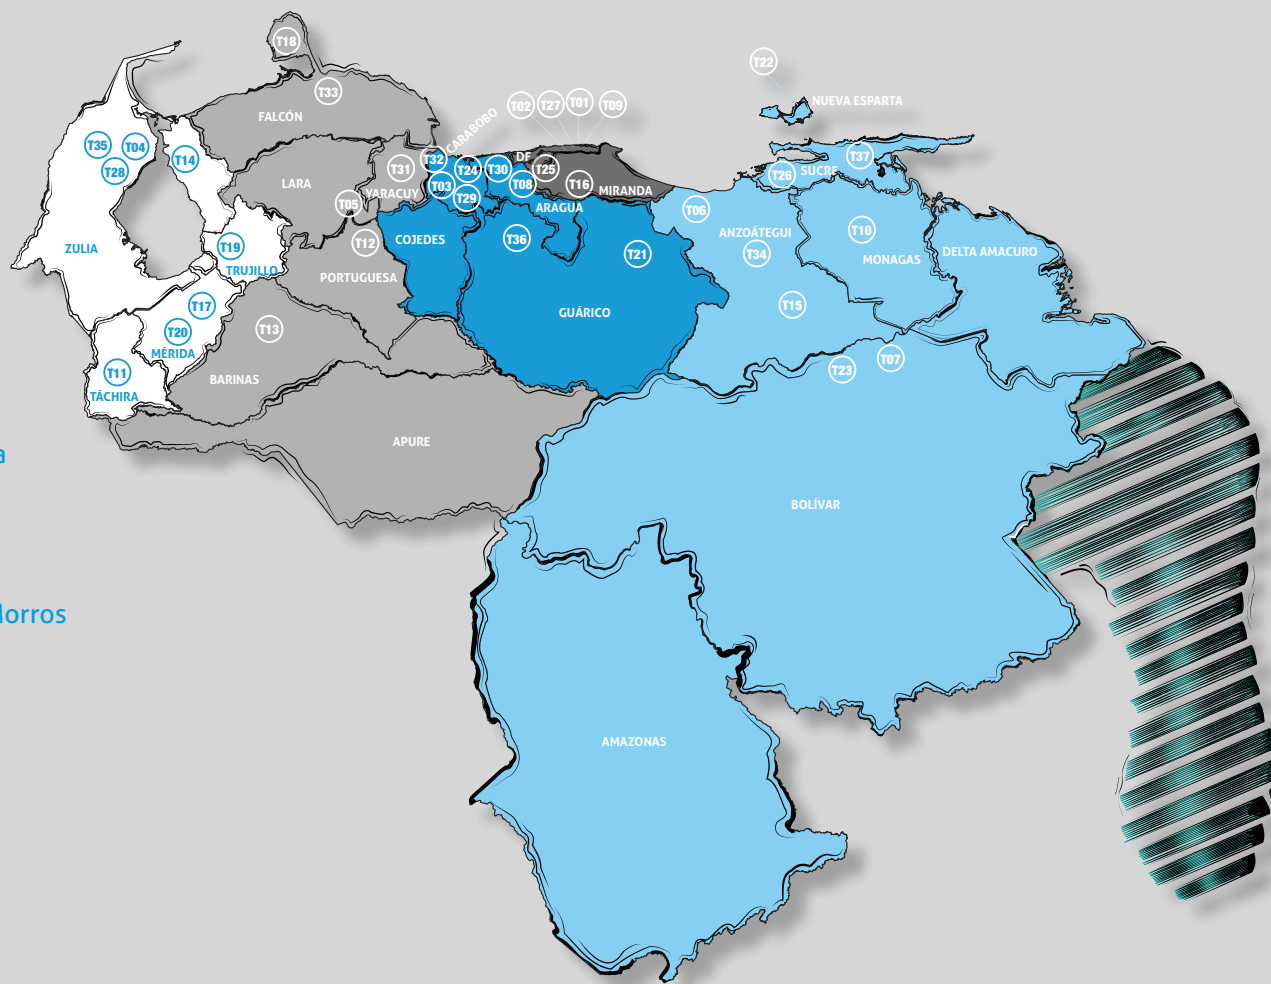 T18
T22
T33
NUEVA ESPARTA
T02
T27
T01
T09
FALCÓN
CARABOBO
T35
T04
T28
T14
T31
YARACUY
T32
T24
T30
DF
T25
T37
SUCRE
T26
LARA
T05
T03
T29
T08
T16
MIRANDA
ARAGUA
T06
ZULIA
T19
TRUJILLO
T12
PORTUGUESA
COJEDES
T36
T21
ANZOÁTEGUI
T34
T10
MONAGAS
DELTA AMACURO
T17
T20
MÉRIDA
T13
GUÁRICO
T15
T11
TÁCHIRA
BARINAS
T23
T07
APURE
a
BOLÍVAR
Morros
AMAZONAS